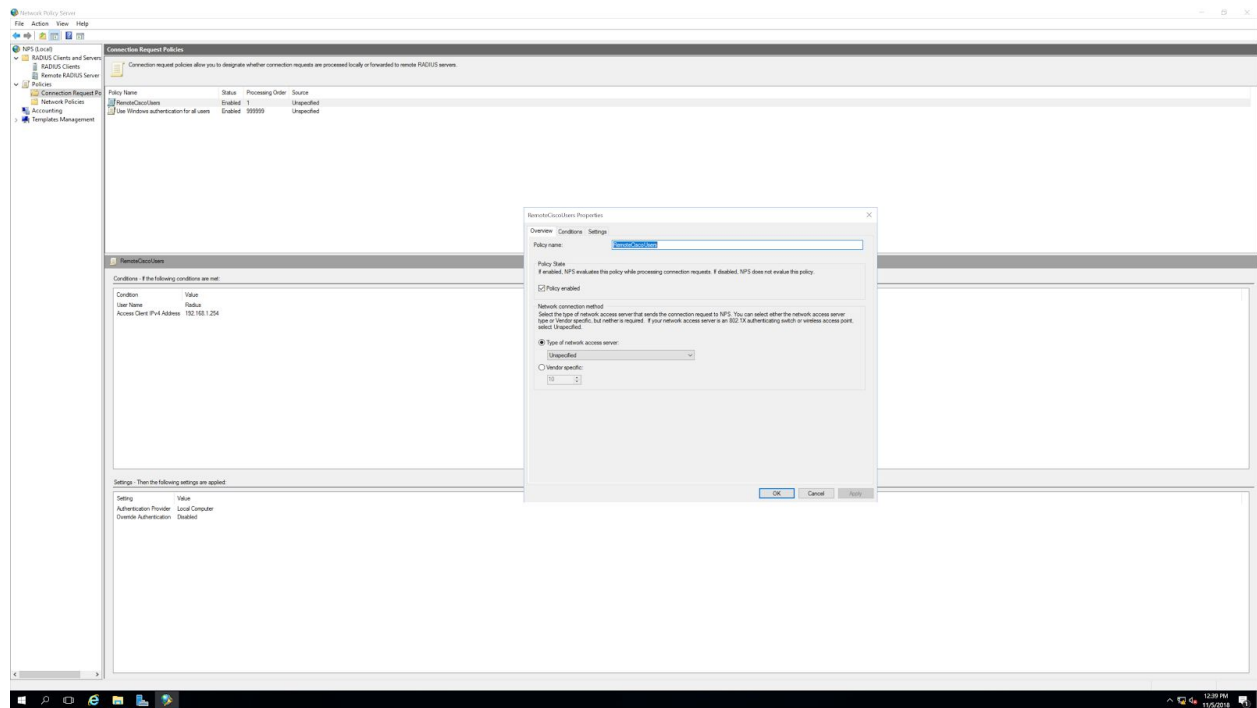 Network Policy Server
File Action View Help
NPS (Local)
RADIUS Clients and Servers
RADIUS Clients
Remote RADIUS Server
Policies
Connection Request Po
Network Policies
Accounting
Templates Management
Connection Request Policies
Connection request policies allow you to designate whether connection requests are processed locally or forwarded to remote RADIUS servers.
Policy Name Status Processing Order Source
RemoteCiscoUsers Enabled 1 Unspecified
Use Windows authentication for all users Enabled 999999 Unspecified
RemoteCiscoUsers
Conditions - If the following conditions are met:
Condition Value
User Name Radius
Access Client IPv4 Address 192.168.1.254
Settings - Then the following settings are applied:
Setting Value
Authentication Provider Local Computer
Override Authentication Disabled
RemoteCiscoUsers Properties
Overview Conditions Settings
Policy name: RemoteCiscoUsers
Policy State
If enabled, NPS evaluates this policy while processing connection requests. If disabled, NPS does not evalue this policy.
Policy enabled
Network connection method
Select the type of network access server that sends the connection request to NPS. You can select either the network access server
type or Vendor specific, but neither is required. If your network access server is an 802.1X authenticating switch or wireless access point,
select Unspecified.
Type of network access server:
Unspecified
Vendor specific:
10
OK Cancel Apply
12:39 PM
11/5/2018